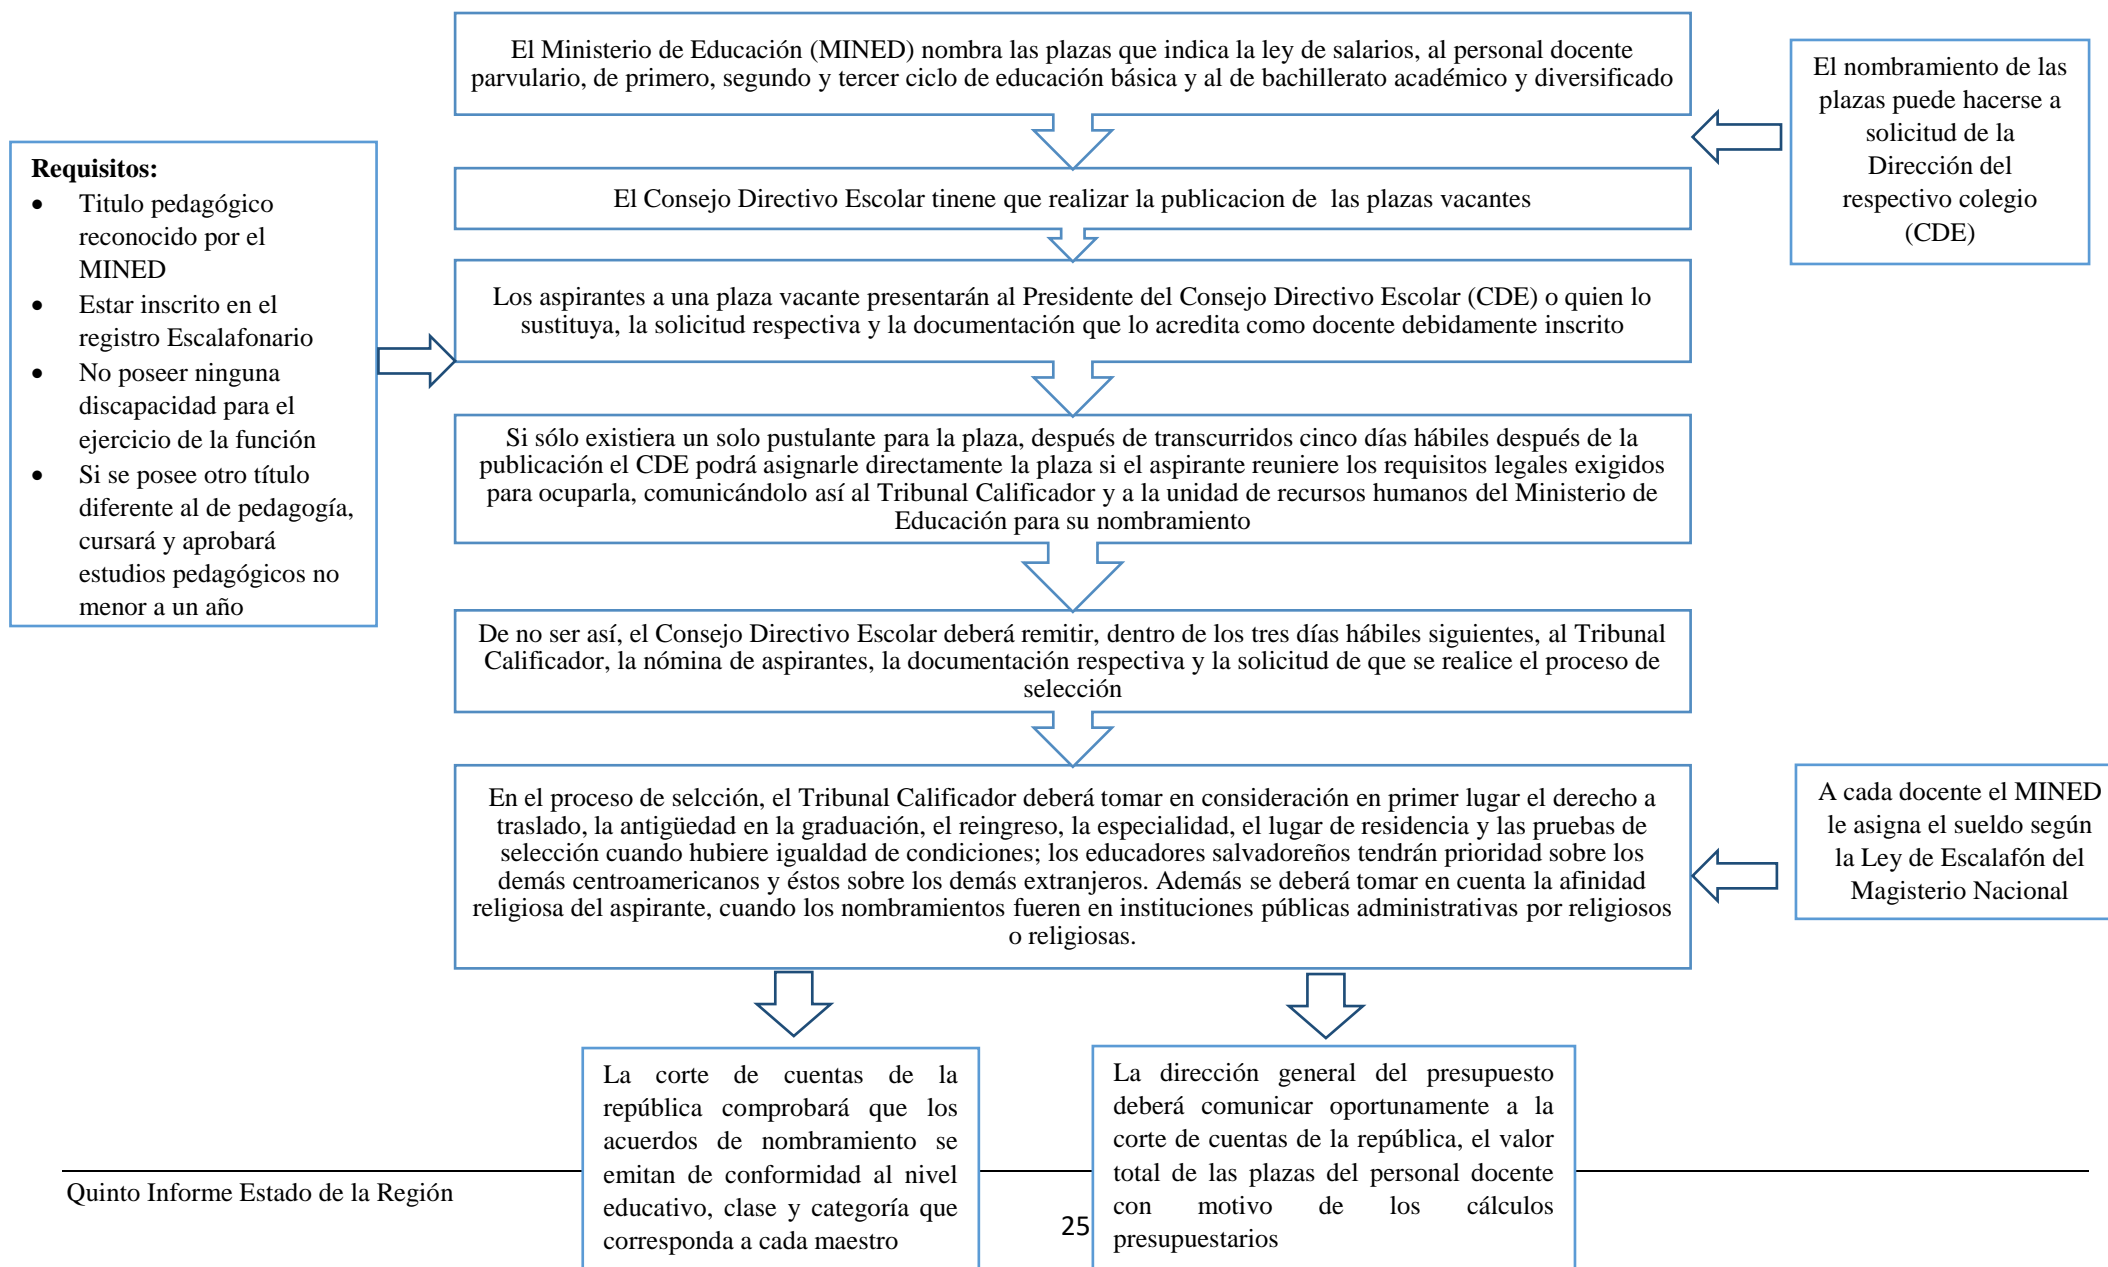 El Ministerio de Educación (MINED) nombra las plazas que indica la ley de salarios, al personal docente
parvulario, de primero, segundo y tercer ciclo de educación básica y al de bachillerato académico y diversificado
El nombramiento de las
plazas puede hacerse a
solicitud de la
Dirección del
respectivo colegio
(CDE)
Requisitos:
• Titulo pedagógico
reconocido por el
MINED
• Estar inscrito en el
registro Escalafonario
• No poseer ninguna
discapacidad para el
ejercicio de la función
• Si se posee otro título
diferente al de pedagogía,
cursará y aprobará
estudios pedagógicos no
menor a un año
El Consejo Directivo Escolar tinene que realizar la publicacion de las plazas vacantes
Los aspirantes a una plaza vacante presentarán al Presidente del Consejo Directivo Escolar (CDE) o quien lo
sustituya, la solicitud respectiva y la documentación que lo acredita como docente debidamente inscrito
Si sólo existiera un solo pustulante para la plaza, después de transcurridos cinco días hábiles después de la
publicación el CDE podrá asignarle directamente la plaza si el aspirante reuniere los requisitos legales exigidos
para ocuparla, comunicándolo así al Tribunal Calificador y a la unidad de recursos humanos del Ministerio de
Educación para su nombramiento
De no ser así, el Consejo Directivo Escolar deberá remitir, dentro de los tres días hábiles siguientes, al Tribunal
Calificador, la nómina de aspirantes, la documentación respectiva y la solicitud de que se realice el proceso de
selección
En el proceso de selcción, el Tribunal Calificador deberá tomar en consideración en primer lugar el derecho a
traslado, la antigüedad en la graduación, el reingreso, la especialidad, el lugar de residencia y las pruebas de
selección cuando hubiere igualdad de condiciones; los educadores salvadoreños tendrán prioridad sobre los
demás centroamericanos y éstos sobre los demás extranjeros. Además se deberá tomar en cuenta la afinidad
religiosa del aspirante, cuando los nombramientos fueren en instituciones públicas administrativas por religiosos
o religiosas.
A cada docente el MINED
le asigna el sueldo según
la Ley de Escalafón del
Magisterio Nacional
La corte de cuentas de la
república comprobará que los
acuerdos de nombramiento se
emitan de conformidad al nivel
educativo, clase y categoría que
corresponda a cada maestro
La dirección general del presupuesto
deberá comunicar oportunamente a la
corte de cuentas de la república, el valor
total de las plazas del personal docente
con motivo de los cálculos
presupuestarios
Quinto Informe Estado de la Región
25